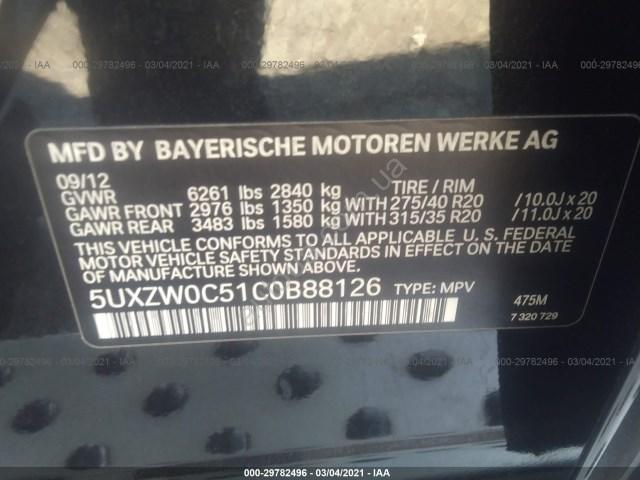 000-29782496 - 03/04/2021 - IAA
000-29782496 - 03/04/2021 - IAA
000-29782496 - 03/04/2021 - IAA
MFD BY BAYERISCHE MOTOREN WERKE AG
09/12
GVWR 6261 lbs 2840 kg TIRE / RIM
GAWR FRONT 2976 lbs 1350 kg WITH 275/40 R20 /10.0J x 20
GAWR REAR 3483 lbs 1580 kg WITH 315/35 R20 /11.0J x 20
THIS VEHICLE CONFORMS TO ALL APPLICABLE U. S. FEDERAL
MOTOR VEHICLE SAFETY STANDARDS IN EFFECT ON THE
DATE OF MANUFACTURE SHOWN ABOVE.
5UXZW0C51C0B88126 TYPE: MPV
475M
7 320 729
000-29782496 - 03/04/2021 - IAA
000-29782496 - 03/04/2021 - IAA
000-29782496 - 03/04/2021 - IAA
000-29782496 - 03/04/2021 - IAA